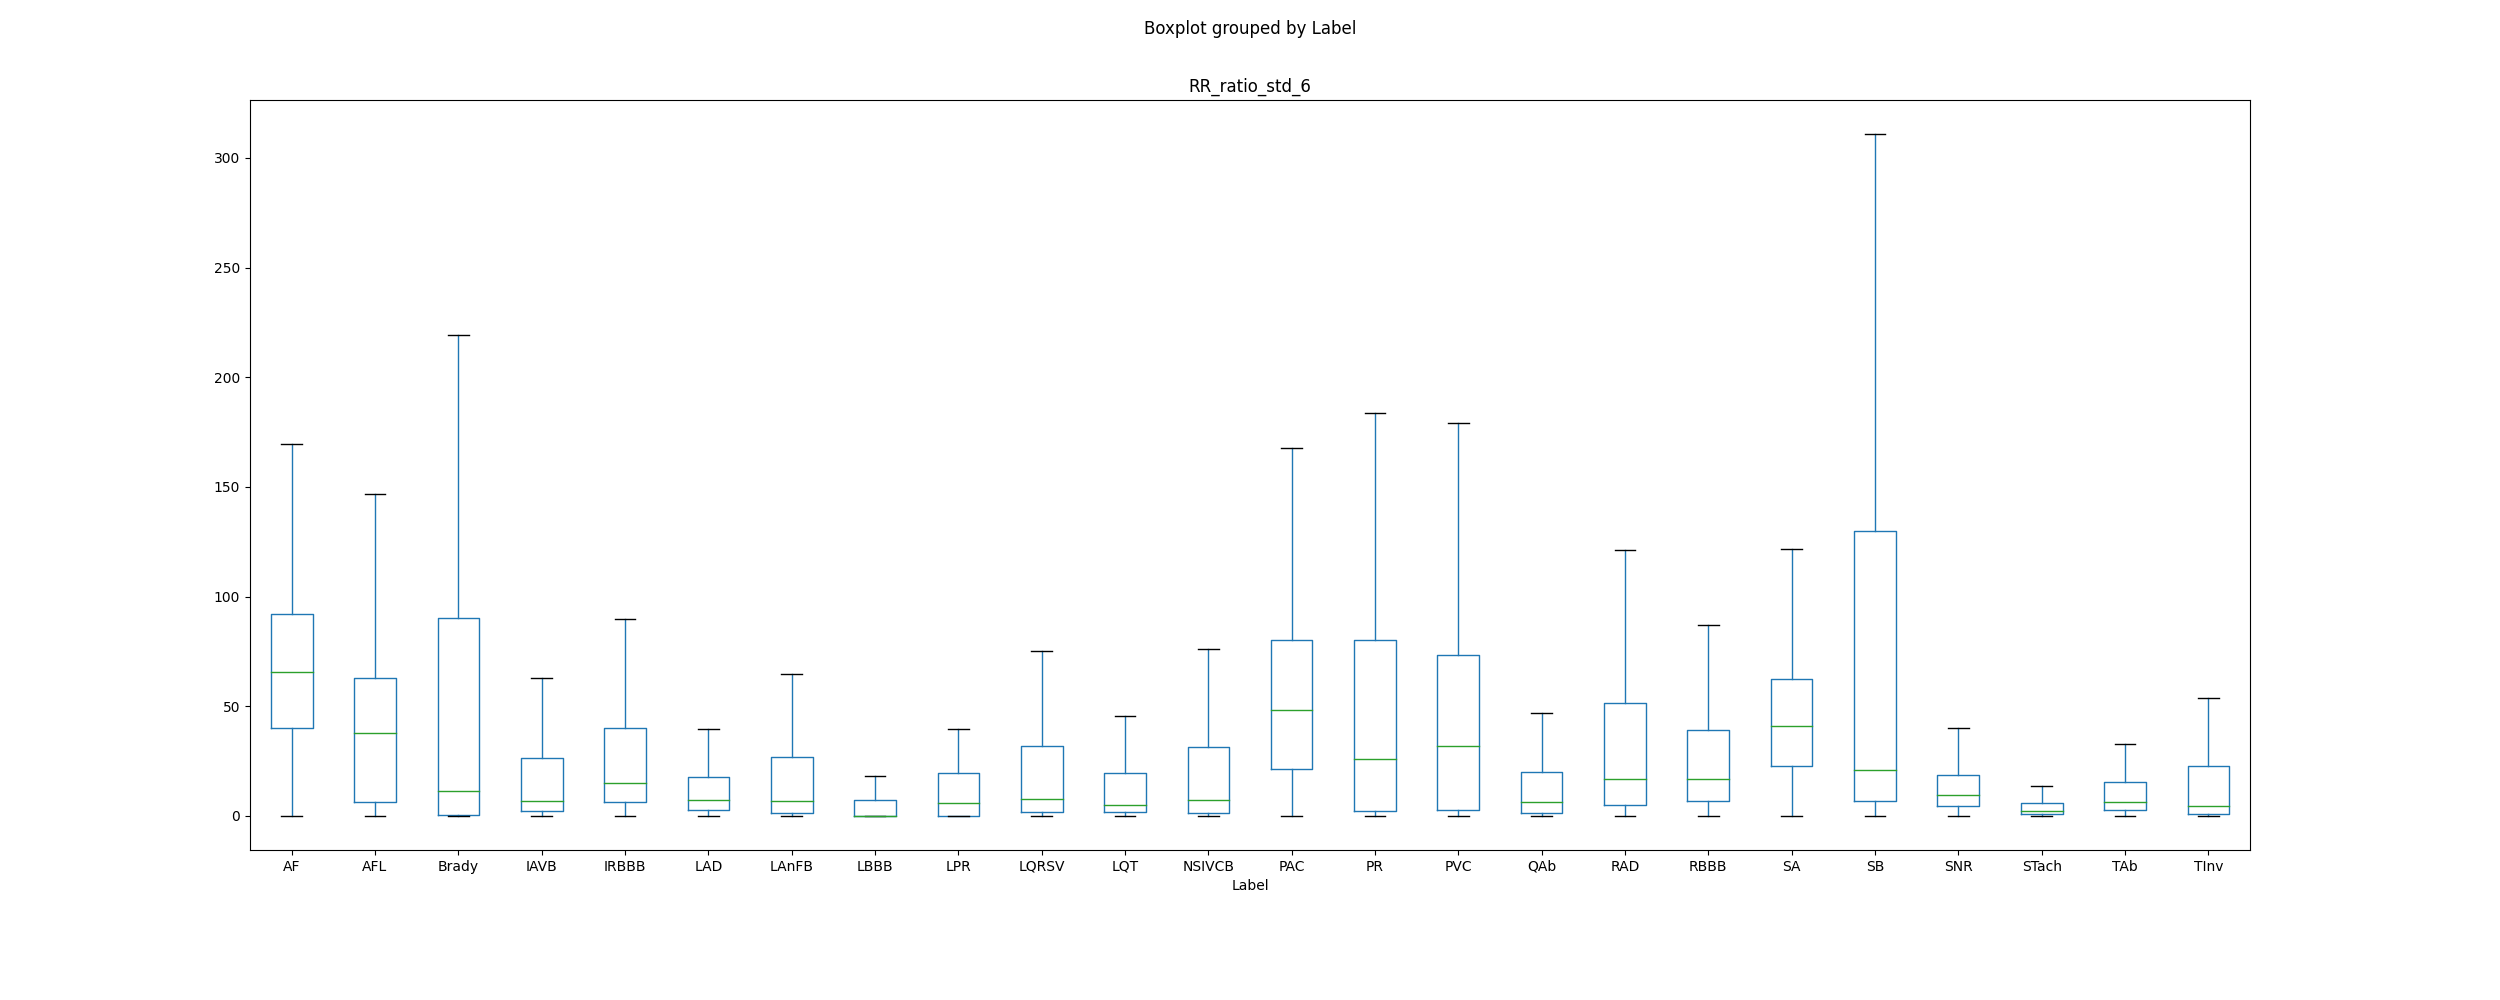 Boxplot grouped by Label
RR_ratio_std_6
300
250
200
150
100
50
0
AF AFL Brady IAVB IRBBB LAD LAnFB LBBB LPR LQRSV LQT NSIVCB PAC PR PVC QAb RAD RBBB SA SB SNR STach TAb TInv
Label